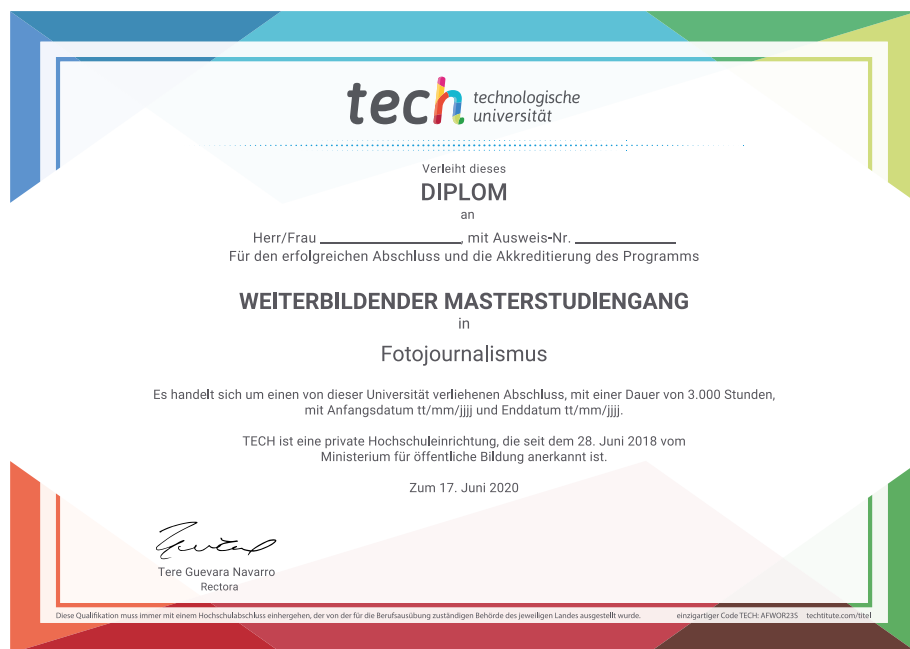 tech technologische
universität
Verleiht dieses
DIPLOM
an
Herr/Frau ____________________, mit Ausweis-Nr. ______________
Für den erfolgreichen Abschluss und die Akkreditierung des Programms
WEITERBILDENDER MASTERSTUDIENGANG
in
Fotojournalismus
Es handelt sich um einen von dieser Universität verliehenen Abschluss, mit einer Dauer von 3.000 Stunden,
mit Anfangsdatum tt/mm/jjjj und Enddatum tt/mm/jjjj.
TECH ist eine private Hochschuleinrichtung, die seit dem 28. Juni 2018 vom
Ministerium für öffentliche Bildung anerkannt ist.
Zum 17. Juni 2020
Tere Guevara Navarro
Rectora
Diese Qualifikation muss immer mit einem Hochschulabschluss einhergehen, der von der für die Berufsausübung zuständigen Behörde des jeweiligen Landes ausgestellt wurde. einzigartiger Code TECH: AFWOR23S techtitute.com/titel